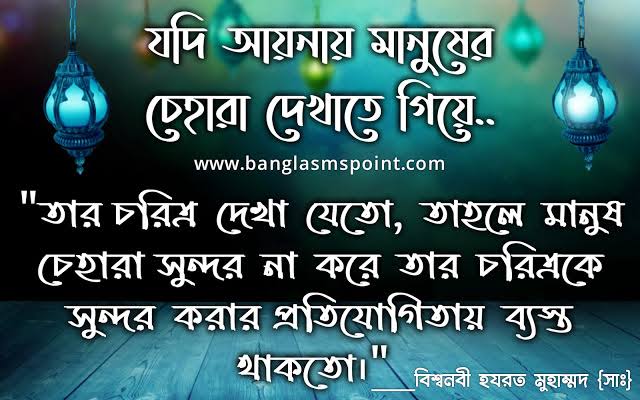 যদি আয়নায় মানুষের
চেহারা দেখাতে গিয়ে..
www.banglasmspoint.com
"তার চরিত্র দেখা যেতো, তাহলে মানুষ
চেহারা সুন্দর না করে তার চরিত্রকে
সুন্দর করার প্রতিযোগিতায় ব্যস্ত
থাকতো।"___বিশ্বনবী হযরত মুহাম্মদ {সাঃ}